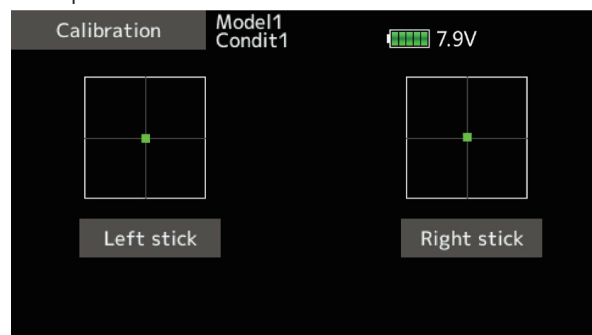 Calibration
Model1
Condit1
7.9V
Left stick
Right stick